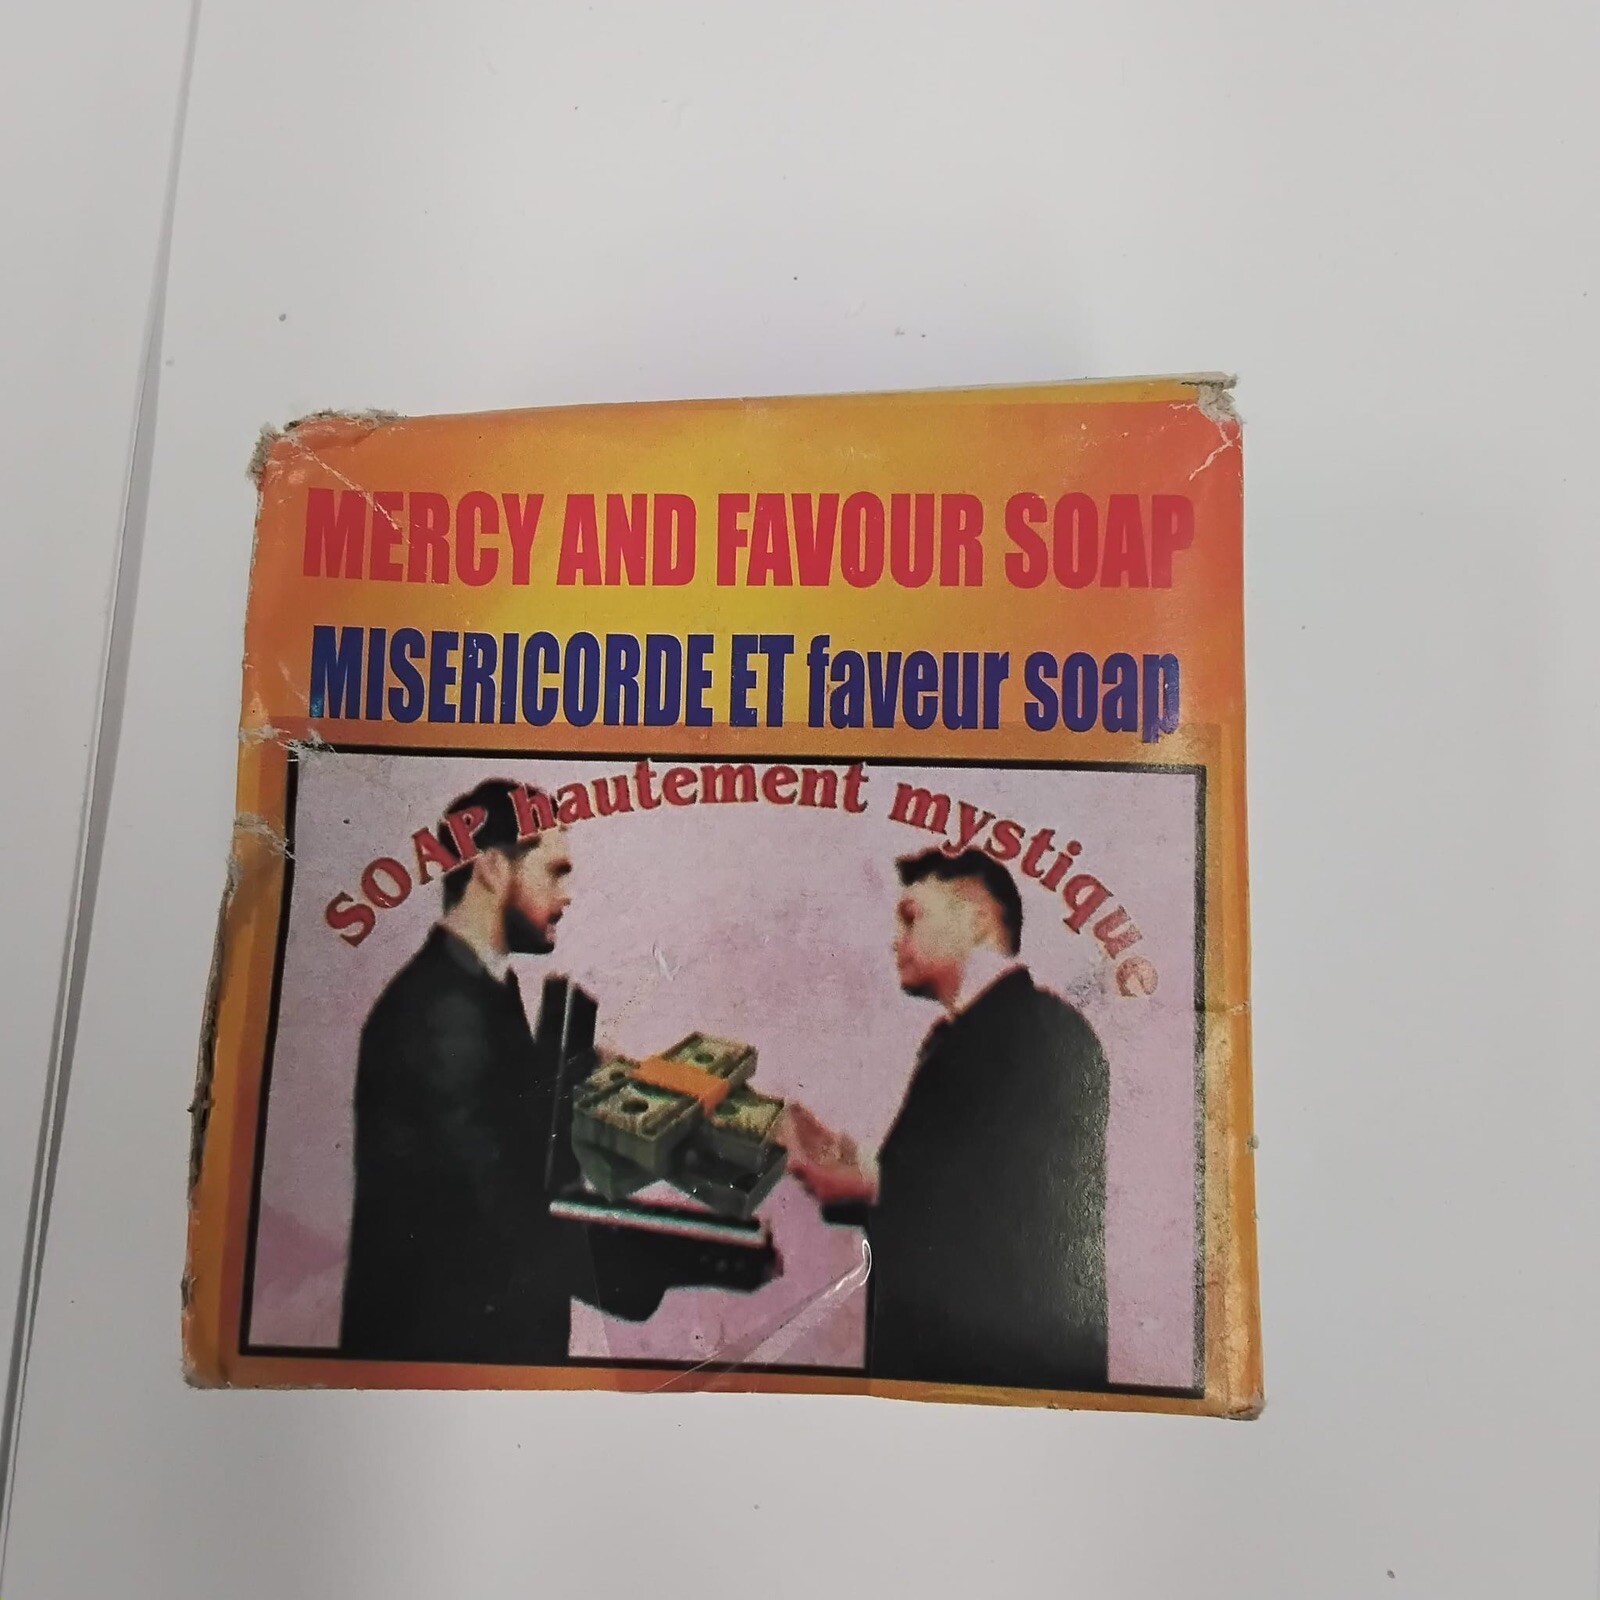 MERCY AND FAVOUR SOAP
MISERICORDE ET faveur soap
SOAP hautement mystique